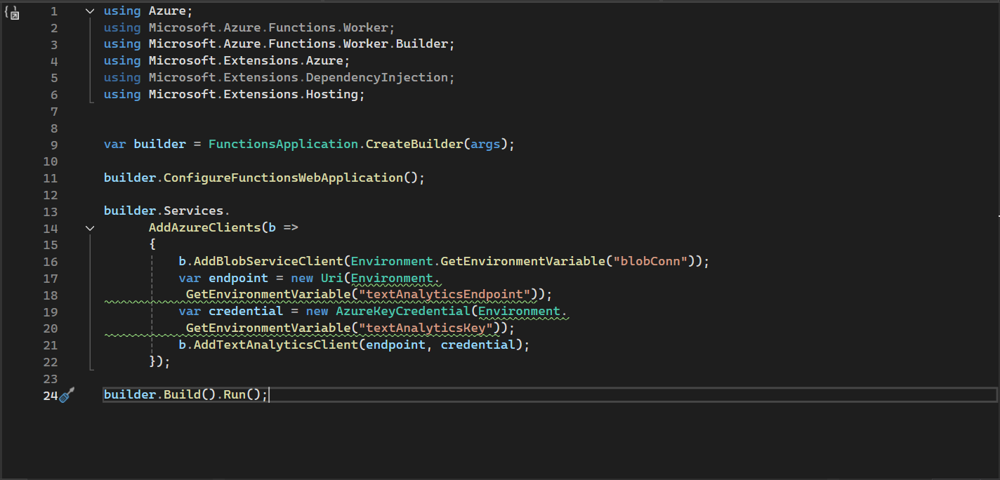 1 using Azure;
2 using Microsoft.Azure.Functions.Worker;
3 using Microsoft.Azure.Functions.Worker.Builder;
4 using Microsoft.Extensions.Azure;
5 using Microsoft.Extensions.DependencyInjection;
6 using Microsoft.Extensions.Hosting;
7
8
9 var builder = FunctionsApplication.CreateBuilder(args);
10
11 builder.ConfigureFunctionsWebApplication();
12
13 builder.Services.
14 AddAzureClients(b =>
15 {
16 b.AddBlobServiceClient(Environment.GetEnvironmentVariable("blobConn"));
17 var endpoint = new Uri(Environment.
18 GetEnvironmentVariable("textAnalyticsEndpoint"));
19 var credential = new AzureKeyCredential(Environment.
20 GetEnvironmentVariable("textAnalyticsKey"));
21 b.AddTextAnalyticsClient(endpoint, credential);
22 });
23
24 builder.Build().Run();